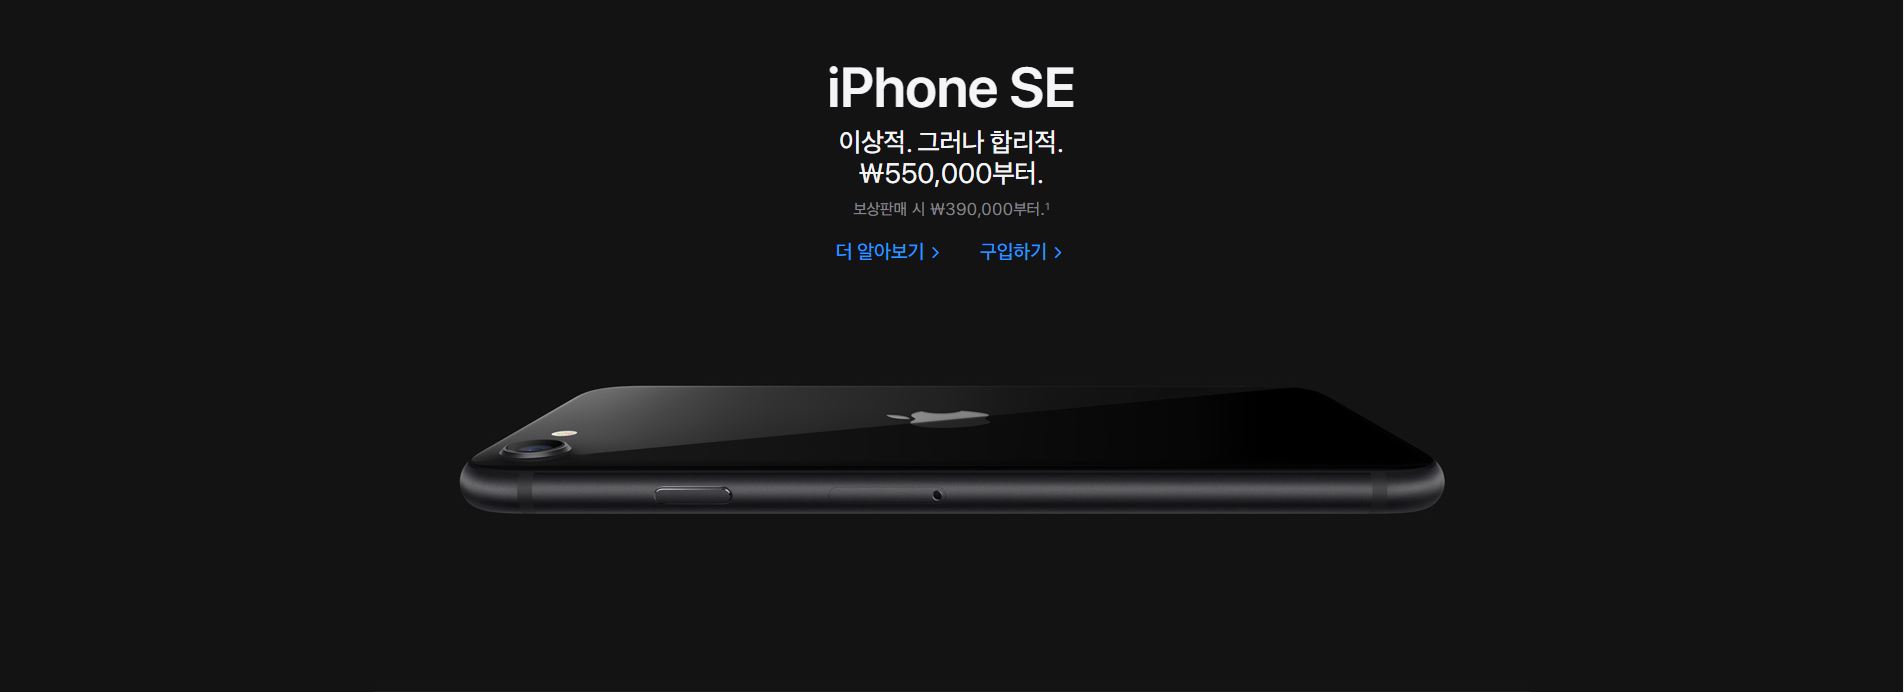 iPhone SE
이상적. 그러나 합리적.
₩550,000부터.
보상판매 시 ₩390,000부터.¹
더 알아보기 >
구입하기 >